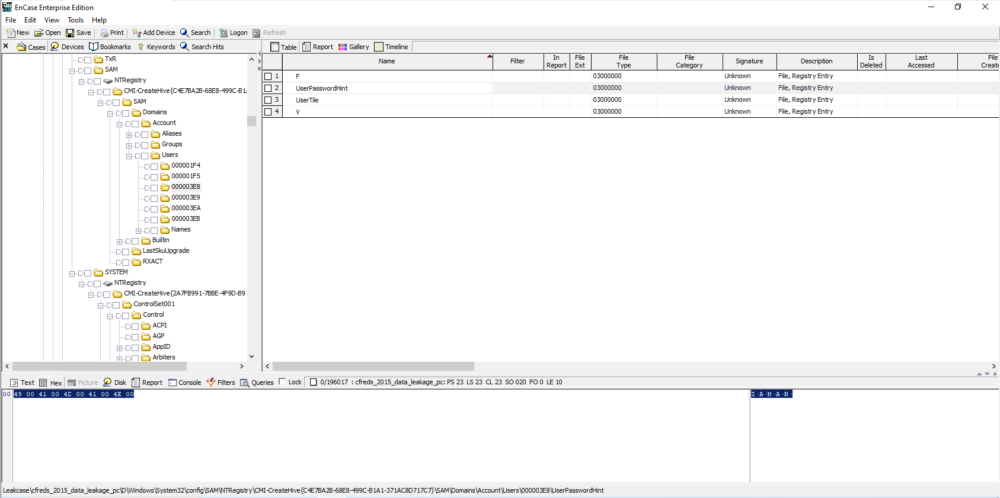 EnCase Enterprise Edition
File Edit View Tools Help
New Open Save Print Add Device Search Logon Refresh
Cases Devices Bookmarks Keywords Search Hits
Table Report Gallery Timeline
TxR
SAM
NTRegistry
CMI-CreateHive{C4E7BA2B-68E8-499C-B1A
SAM
Domains
Account
Aliases
Groups
Users
000001F4
000001F5
000003E8
000003E9
000003EA
000003EB
Names
Builtin
LastSkuUpgrade
RXACT
SYSTEM
NTRegistry
CMI-CreateHive{2A7FB991-7BBE-4F9D-B9
ControlSet001
Control
ACPI
AGP
AppID
Arbiters
Name Filter In Report File Ext File Type File Category Signature Description Is Deleted Last Accessed File Create
1 F 03000000 Unknown File, Registry Entry
2 UserPasswordHint 03000000 Unknown File, Registry Entry
3 UserTile 03000000 Unknown File, Registry Entry
4 V 03000000 Unknown File, Registry Entry
Text Hex Picture Disk Report Console Filters Queries Lock 0/196017 : cfreds_2015_data_leakage_pc: PS 23 LS 23 CL 23 SO 020 FO 0 LE 10
00 49 00 41 00 4D 00 41 00 4E 00 I·A·M·A·N·
Leakcase\cfreds_2015_data_leakage_pc\D\Windows\System32\config\SAM\NTRegistry\CMI-CreateHive{C4E7BA2B-68E8-499C-B1A1-371AC8D717C7}\SAM\Domains\Account\Users\000003E8\UserPasswordHint